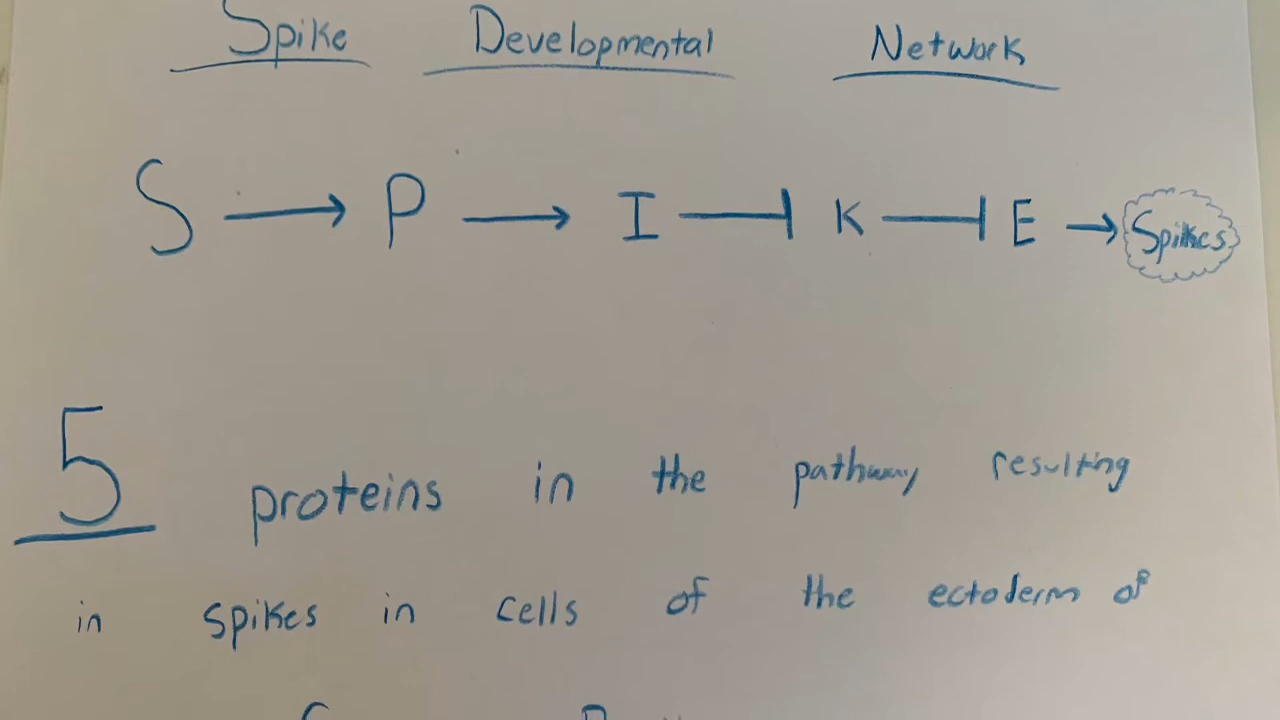 Spike Developmental Network
S → P → I ⊣ K ⊣ E → Spikes
5 proteins in the pathway resulting
in spikes in cells of the ectoderm of